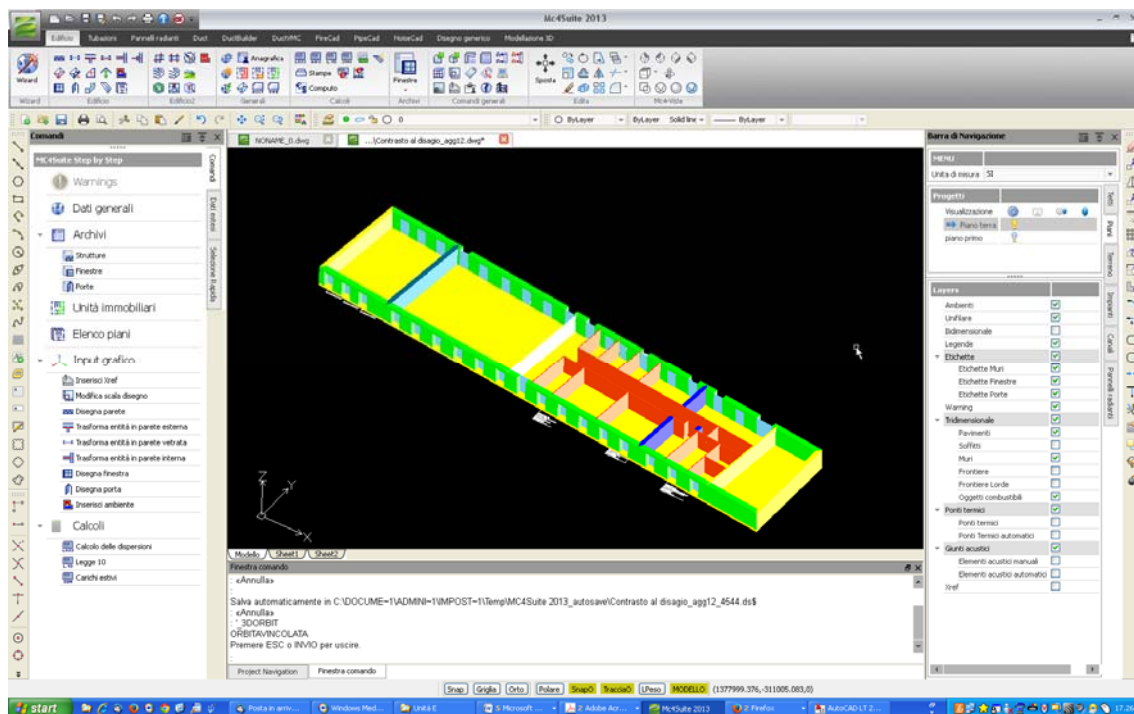 Mc4Suite 2013
Edificio Tubazioni Pannelli radianti Duct DuctBuilder DuctVMC FireCad PipeCad NoiseCad Disegno generico Modellazione 3D
Wizard
Anagrafica
Stampe
Computo
Finestre
Sposta
Wizard Edificio Edificio2 Generali Calcoli Archivi Comandi generali Edita Mc4-Viste
0 ByLayer ByLayer Solid line ByLayer
Comandi
NONAME_0.dwg ...\Contrasto al disagio_agg12.dwg*
MC4Suite Step by Step
Warnings
Dati generali
Archivi
Strutture
Finestre
Porte
Unità immobiliari
Elenco piani
Input grafico
Inserisci Xref
Modifica scala disegno
Disegna parete
Trasforma entità in parete esterna
Trasforma entità in parete vetrata
Trasforma entità in parete interna
Disegna finestra
Disegna porta
Inserisci ambiente
Calcoli
Calcolo delle dispersioni
Legge 10
Carichi estivi
Comandi
Dati estesi
Selezione Rapida
Z
Y
X
Modello Sheet1 Sheet2
Finestra comando
: «Annulla»
:
Salva automaticamente in C:\DOCUME~1\ADMINI~1\IMPOST~1\Temp\MC4Suite 2013_autosave\Contrasto al disagio_agg12_4544.ds$
: «Annulla»
: '_3DORBIT
ORBITAVINCOLATA
Premere ESC o INVIO per uscire.
:
Project Navigation Finestra comando
Barra di Navigazione
MENU
Unita di misura SI
Progetti
Visualizzazione
Piano terra
piano primo
Layers
Ambienti
Unifilare
Bidimensionale
Legende
Etichette
Etichette Muri
Etichette Finestre
Etichette Porte
Warning
Tridimensionale
Pavimenti
Soffitti
Muri
Frontiere
Frontiere Lorde
Oggetti combustibili
Ponti termici
Ponti termici
Ponti Termici automatici
Giunti acustici
Elementi acustici manuali
Elementi acustici automatici
Xref
Tetti
Piani
Terreno
Impianti
Canali
Pannelli radianti
Snap Griglia Orto Polare SnapO TracciaO LPeso MODELLO (1377999.376,-311005.083,0)
start Posta in arriv... Windows Med... Unità E 5 Microsoft ... 2 Adobe Acr... Mc4Suite 2013 2 Firefox AutoCAD LT 2... 17.26